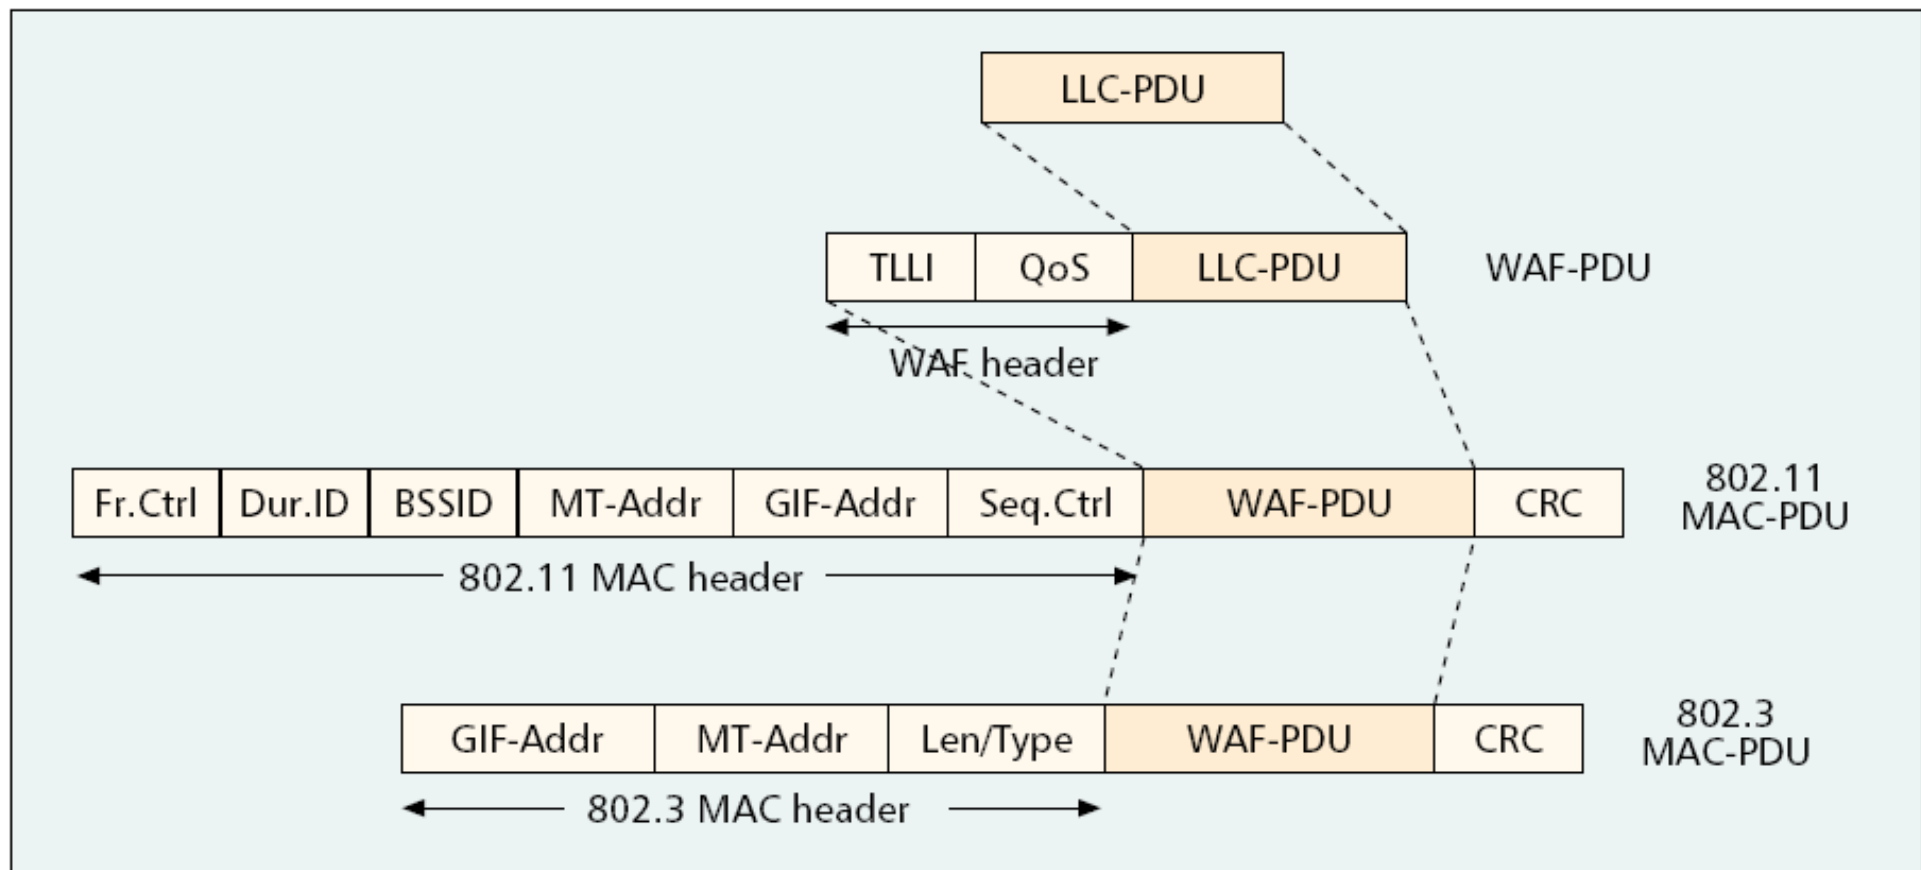 LLC-PDU
TLLI QoS LLC-PDU WAF-PDU
WAF header
Fr.Ctrl Dur.ID BSSID MT-Addr GIF-Addr Seq.Ctrl WAF-PDU CRC
802.11
MAC-PDU
802.11 MAC header
GIF-Addr MT-Addr Len/Type WAF-PDU CRC
802.3
MAC-PDU
802.3 MAC header